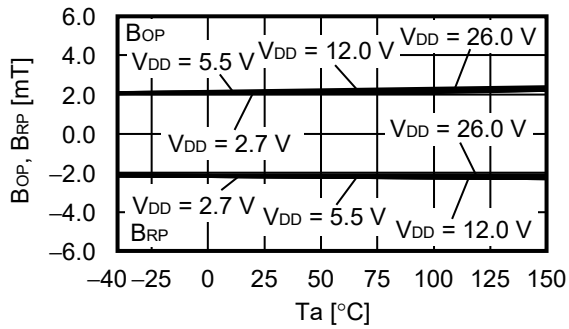 6.0
BOP
VDD = 12.0 V
VDD = 26.0 V
4.0
VDD = 5.5 V
2.0
0.0
VDD = 2.7 V
VDD = 26.0 V
−2.0
VDD = 2.7 V
VDD = 5.5 V
VDD = 12.0 V
−4.0
BRP
−6.0
BOP, BRP [mT]
−40 −25 0 25 50 75 100 125 150
Ta [°C]